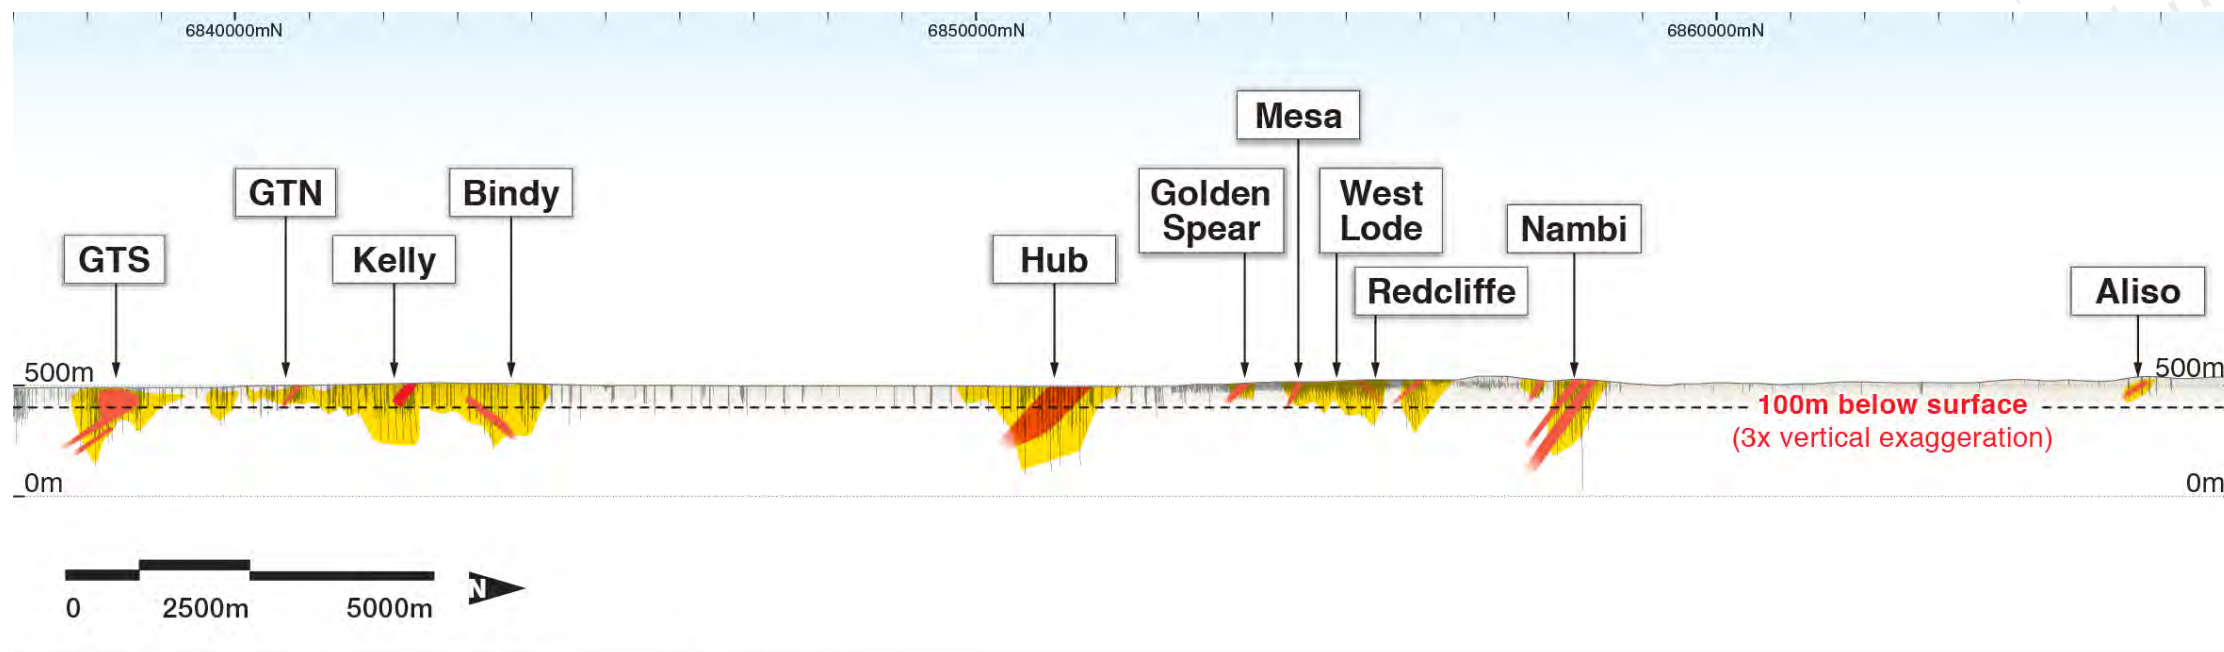 6840000mN
6850000mN
6860000mN
Mesa
GTN
Bindy
Golden
Spear
West
Lode
Nambi
GTS
Kelly
Hub
Redcliffe
Aliso
500m
500m
100m below surface
(3x vertical exaggeration)
0m
0m
0
2500m
5000m
N